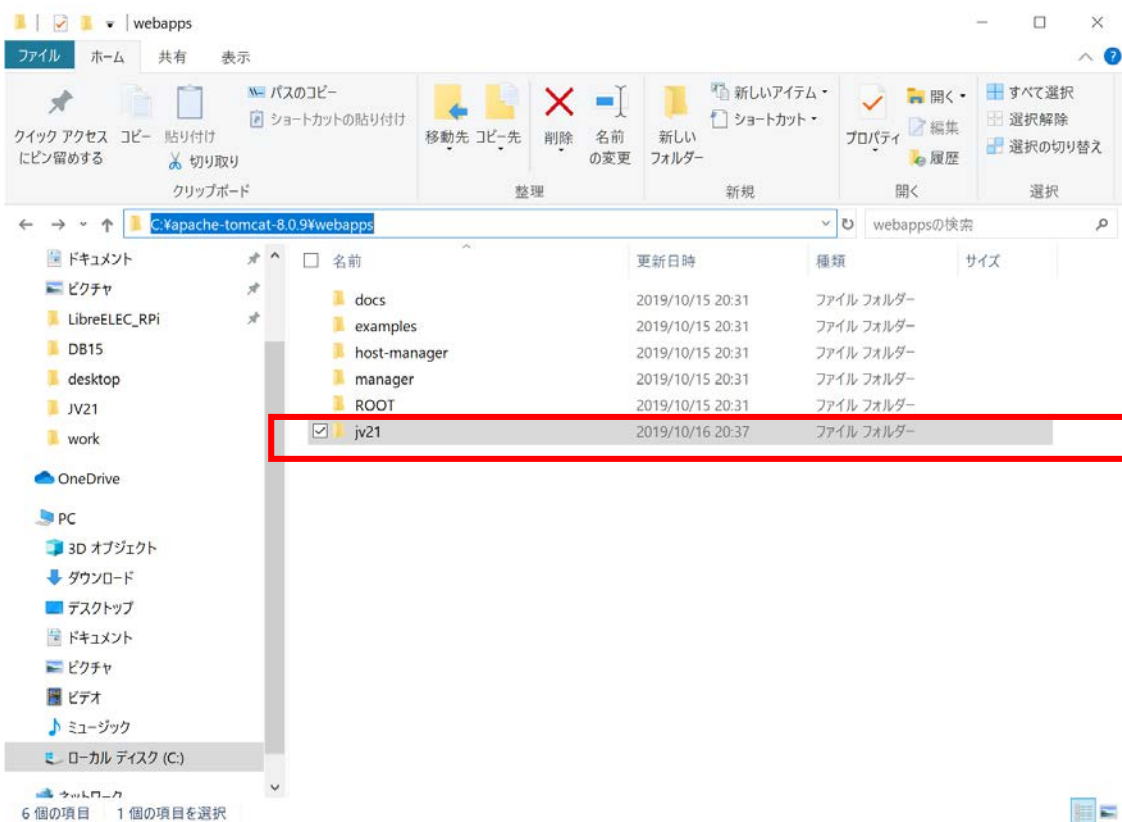 webapps
ファイル ホーム 共有 表示
クイック アクセス
にピン留めする
コピー
貼り付け
パスのコピー
ショートカットの貼り付け
切り取り
クリップボード
移動先
コピー先
削除
名前
の変更
整理
新しい
フォルダー
新しいアイテム
ショートカット
新規
プロパティ
開く
編集
履歴
開く
すべて選択
選択解除
選択の切り替え
選択
C:¥apache-tomcat-8.0.9¥webapps
webappsの検索
ドキュメント
ピクチャ
LibreELEC_RPi
DB15
desktop
JV21
work
OneDrive
PC
3D オブジェクト
ダウンロード
デスクトップ
ドキュメント
ピクチャ
ビデオ
ミュージック
ローカル ディスク (C:)
ネットワーク
名前 更新日時 種類 サイズ
docs 2019/10/15 20:31 ファイル フォルダー
examples 2019/10/15 20:31 ファイル フォルダー
host-manager 2019/10/15 20:31 ファイル フォルダー
manager 2019/10/15 20:31 ファイル フォルダー
ROOT 2019/10/15 20:31 ファイル フォルダー
jv21 2019/10/16 20:37 ファイル フォルダー
6 個の項目 1 個の項目を選択